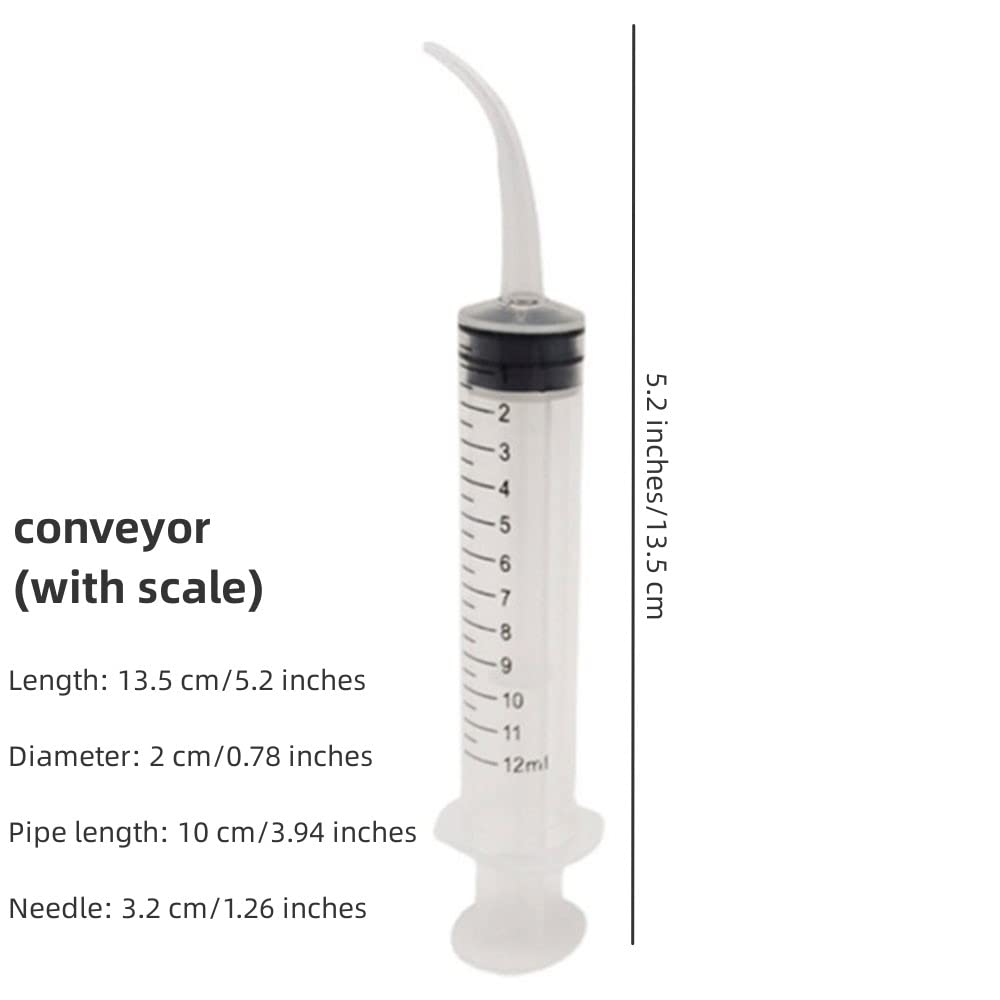 conveyor
(with scale)
Length: 13.5 cm/5.2 inches
Diameter: 2 cm/0.78 inches
Pipe length: 10 cm/3.94 inches
Needle: 3.2 cm/1.26 inches
2
3
4
5
6
7
8
9
10
11
12ml
5.2 inches/13.5 cm